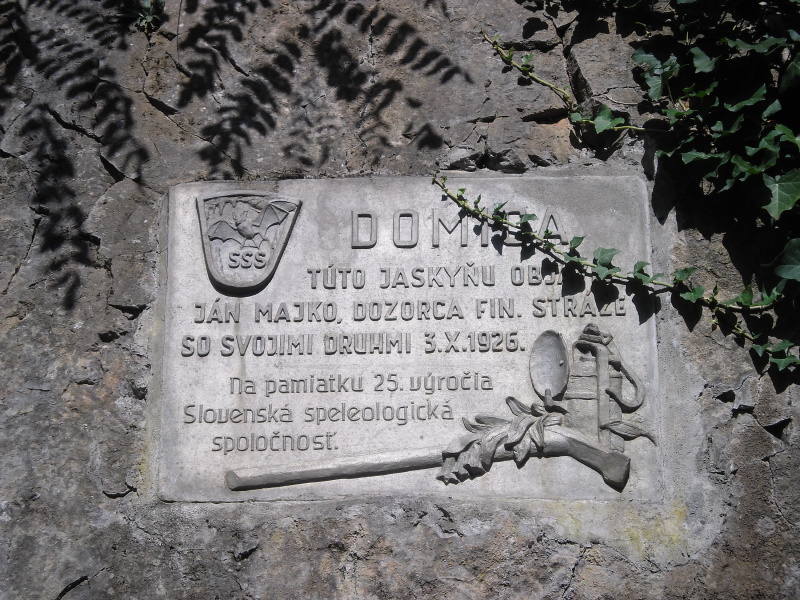 SSS
DOMICA
TÚTO JASKYŇU
JÁN MAJKO, DOZORCA FIN. STRÁŽE
SO SVOJIMI DRUHMI 3.X.1926.
Na pamiatku 25. výročia
Slovenská speleologická
spoločnosť.